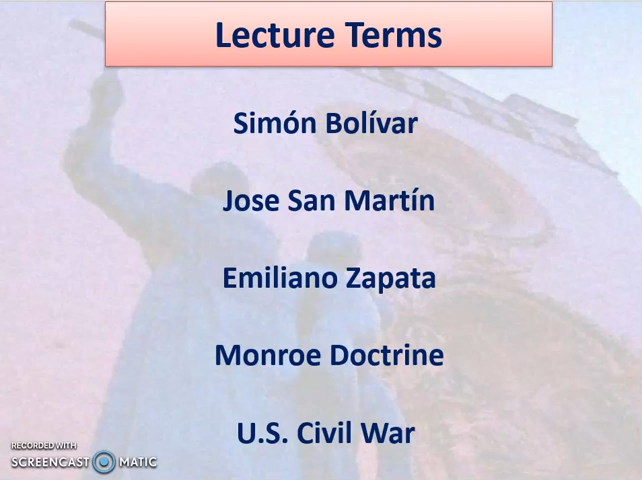 Lecture Terms
Simón Bolívar
Jose San Martín
Emiliano Zapata
Monroe Doctrine
U.S. Civil War
RECORDED WITH
SCREENCAST MATIC